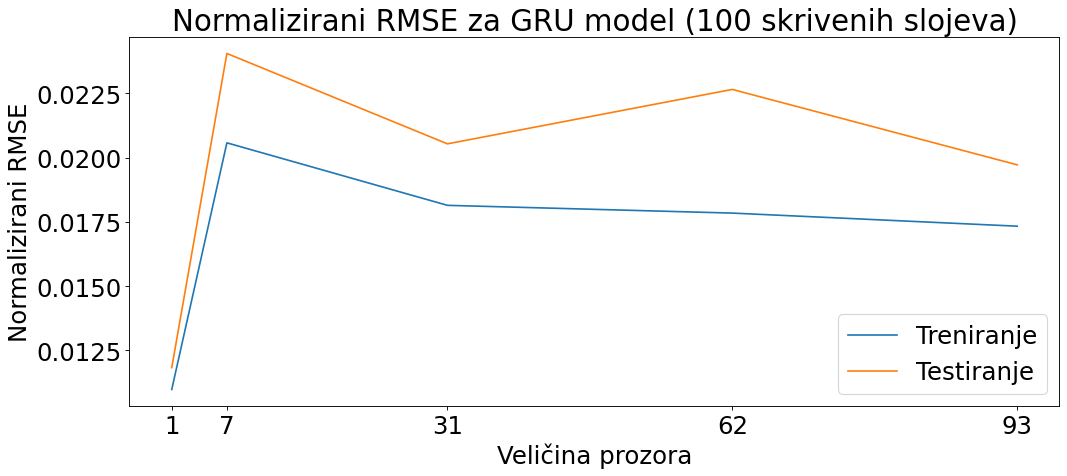 Normalizirani RMSE za GRU model (100 skrivenih slojeva)
Normalizirani RMSE
0.0225
0.0200
0.0175
0.0150
0.0125
Treniranje
Testiranje
1 7 31 62 93
Veličina prozora